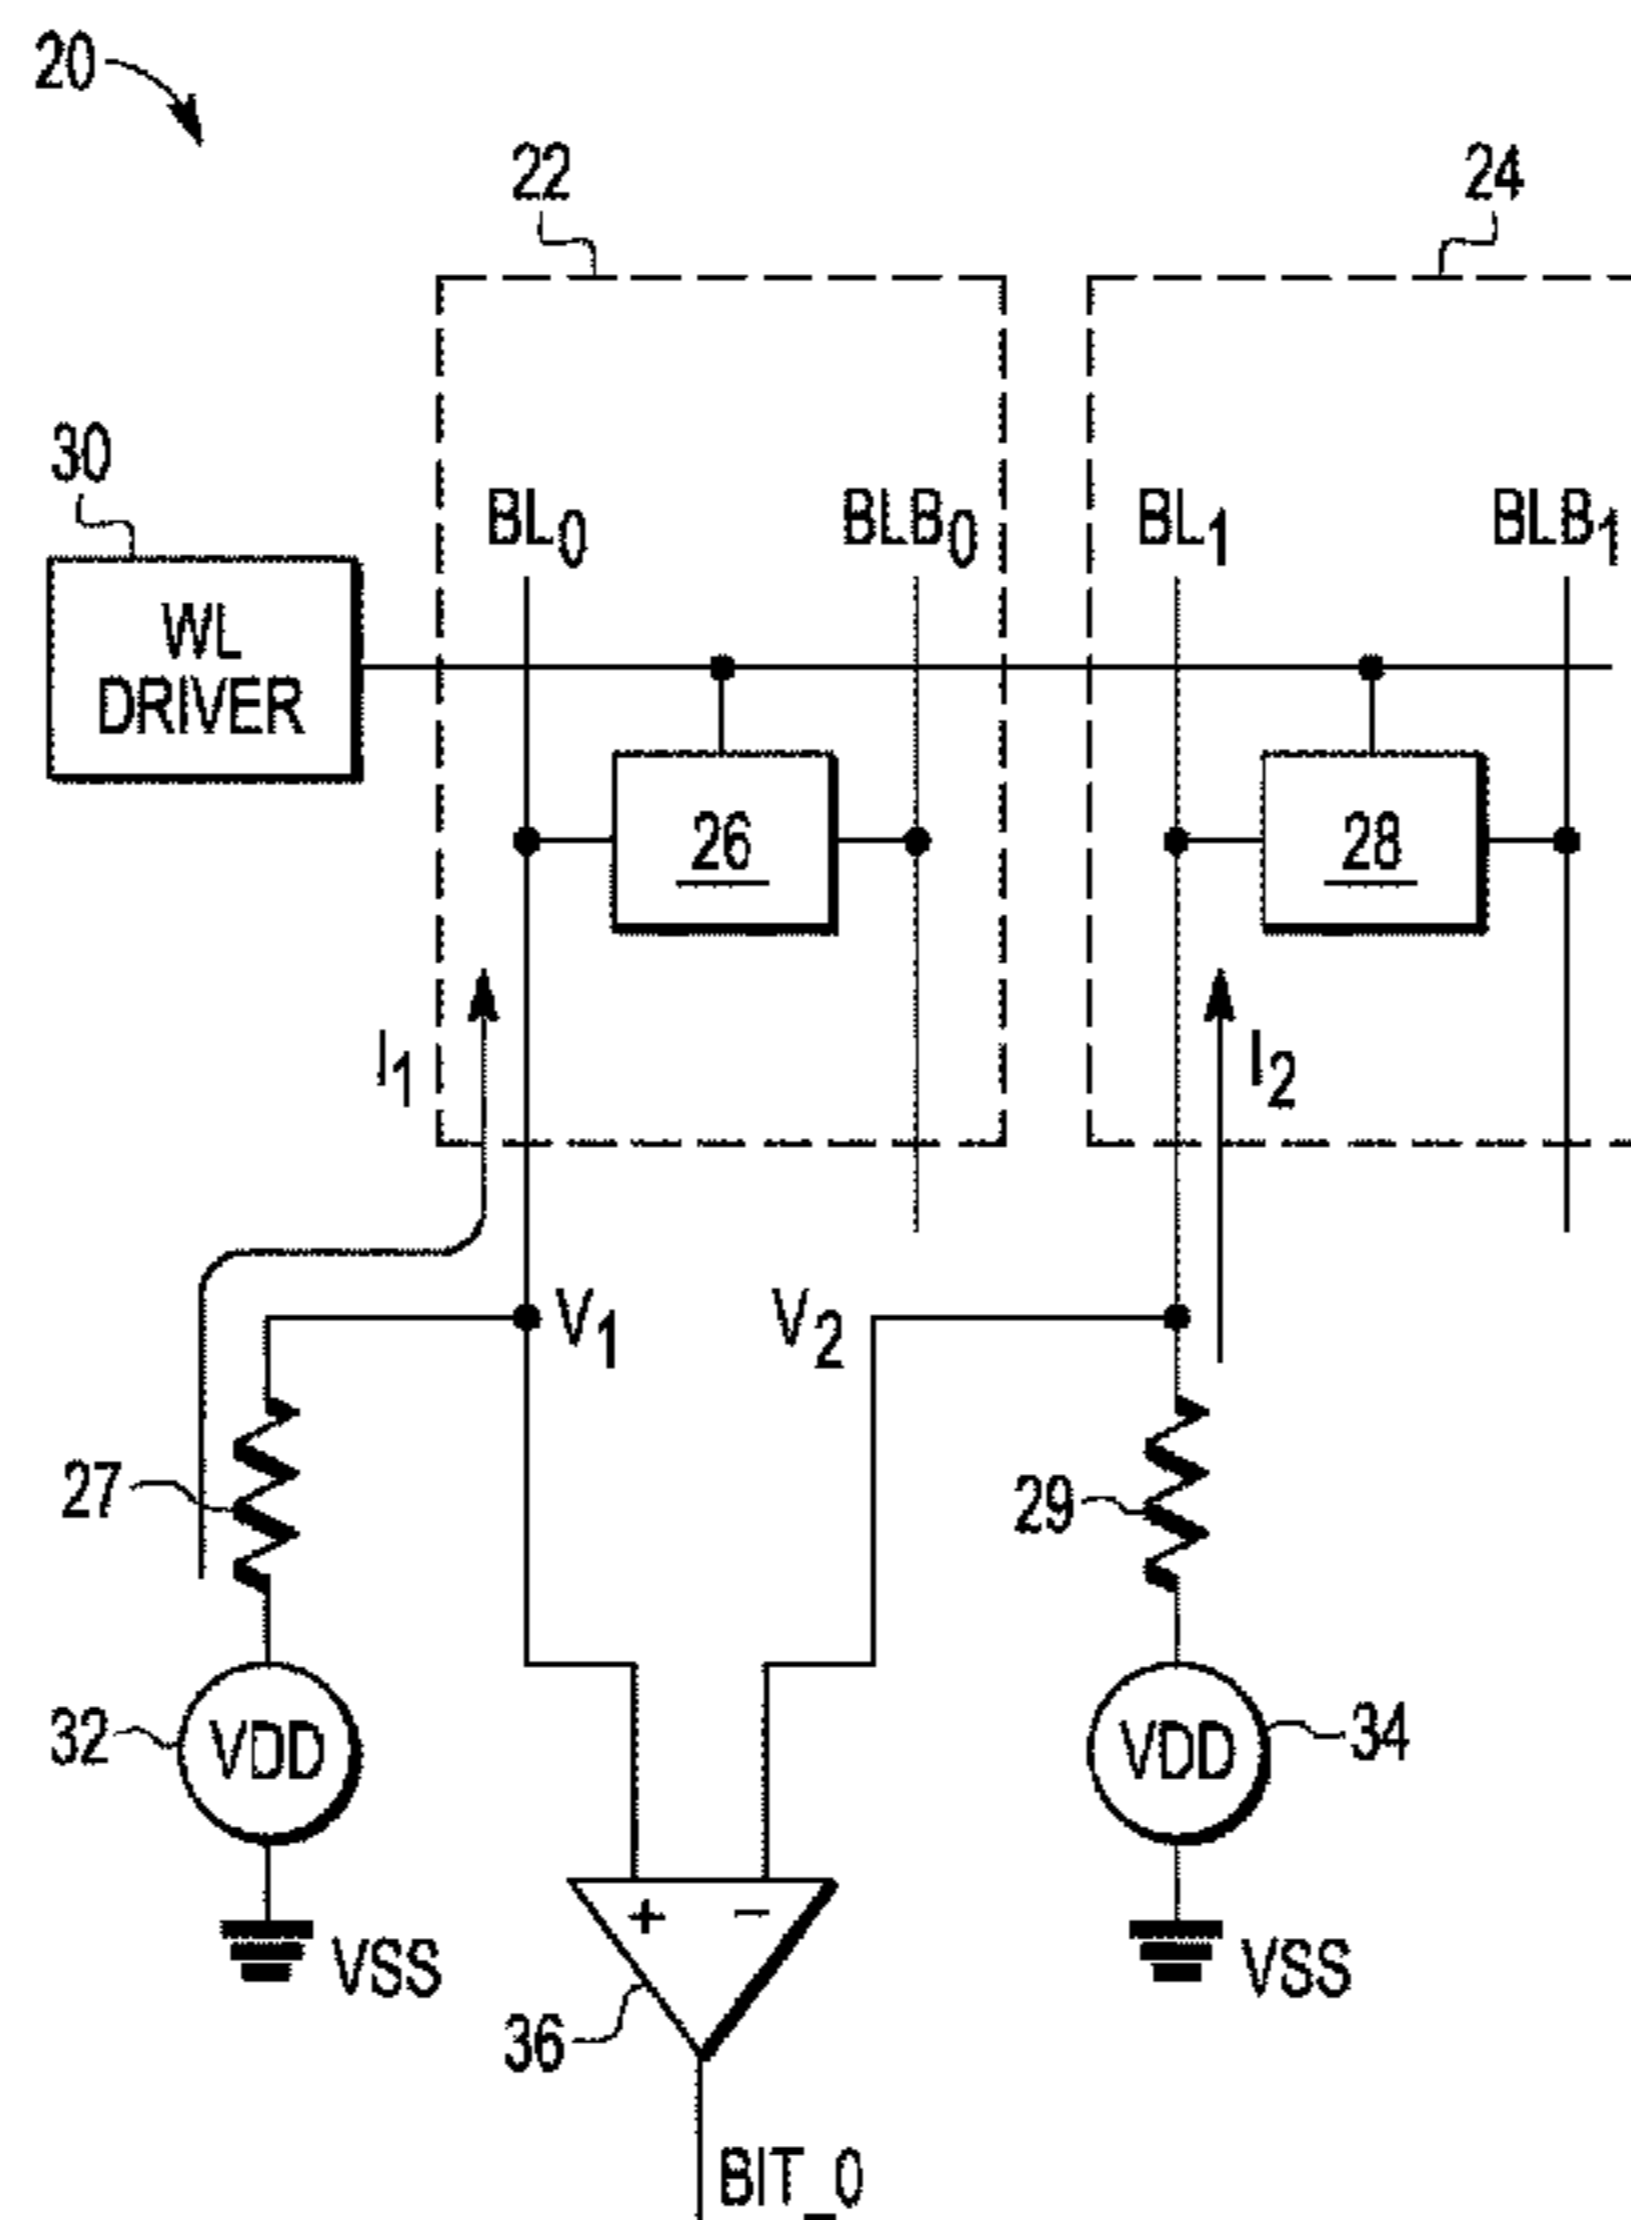 20
22
24
30
BL0
BLB0
BL1
BLB1
WL
DRIVER
26
28
I1
I2
V1
V2
27
29
32
VDD
VDD
34
+
−
VSS
VSS
36
BIT_0